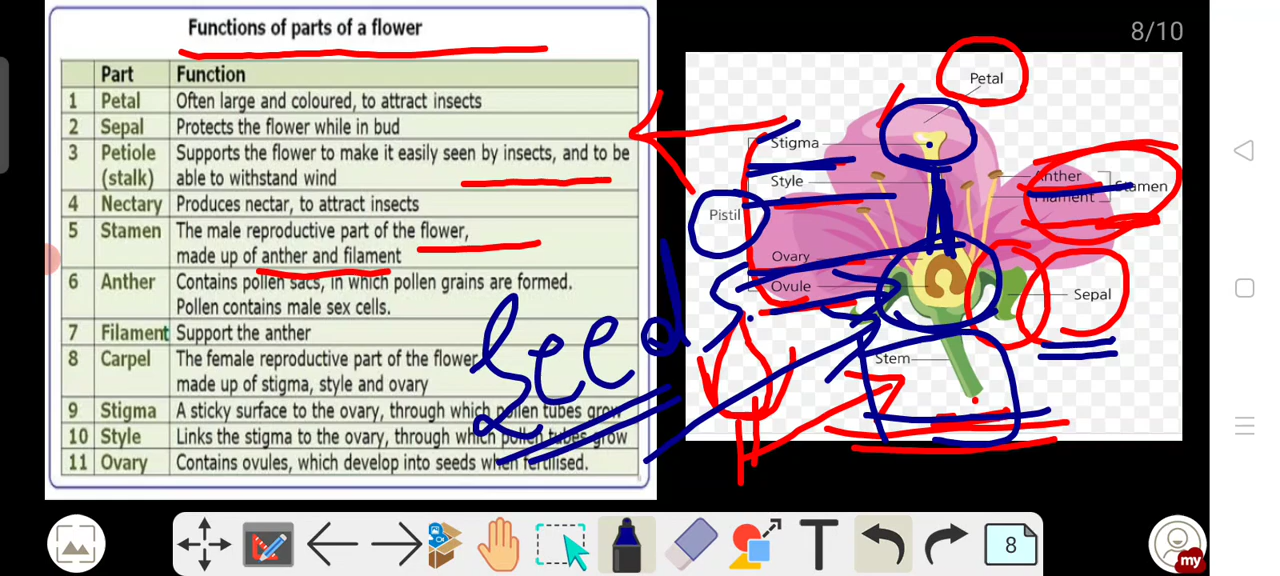 8/10
Functions of parts of a flower
Part Function
1 Petal Often large and coloured, to attract insects
2 Sepal Protects the flower while in bud
3 Petiole Supports the flower to make it easily seen by insects, and to be
(stalk) able to withstand wind
4 Nectary Produces nectar, to attract insects
5 Stamen The male reproductive part of the flower,
made up of anther and filament
6 Anther Contains pollen sacs, in which pollen grains are formed.
Pollen contains male sex cells.
7 Filament Support the anther
8 Carpel The female reproductive part of the flower
made up of stigma, style and ovary
9 Stigma A sticky surface to the ovary, through which pollen tubes grow
10 Style Links the stigma to the ovary, through which pollen tubes grow
11 Ovary Contains ovules, which develop into seeds when fertilised.
Seed
Petal
Stigma
Style
Pistil
Ovary
Ovule
Anther
Filament
Stamen
Sepal
Stem
T
8
my